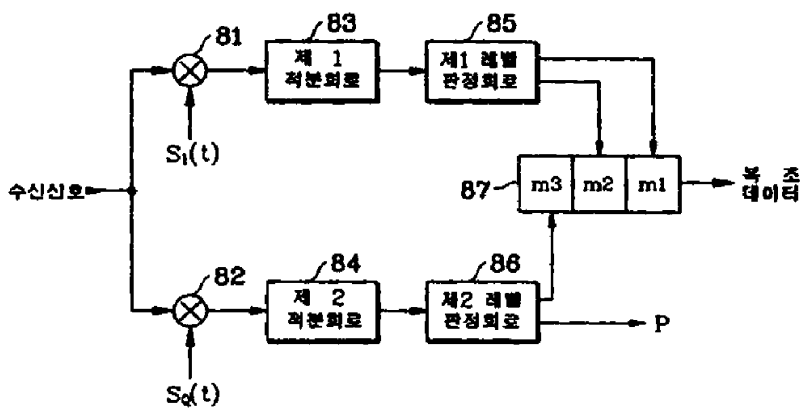 81
83
제 1
적분회로
85
제1 레벨
판정회로
S₁(t)
수신신호
87
m3
m2
m1
복 조
데이터
82
84
제 2
적분회로
86
제2 레벨
판정회로
P
S_Q(t)